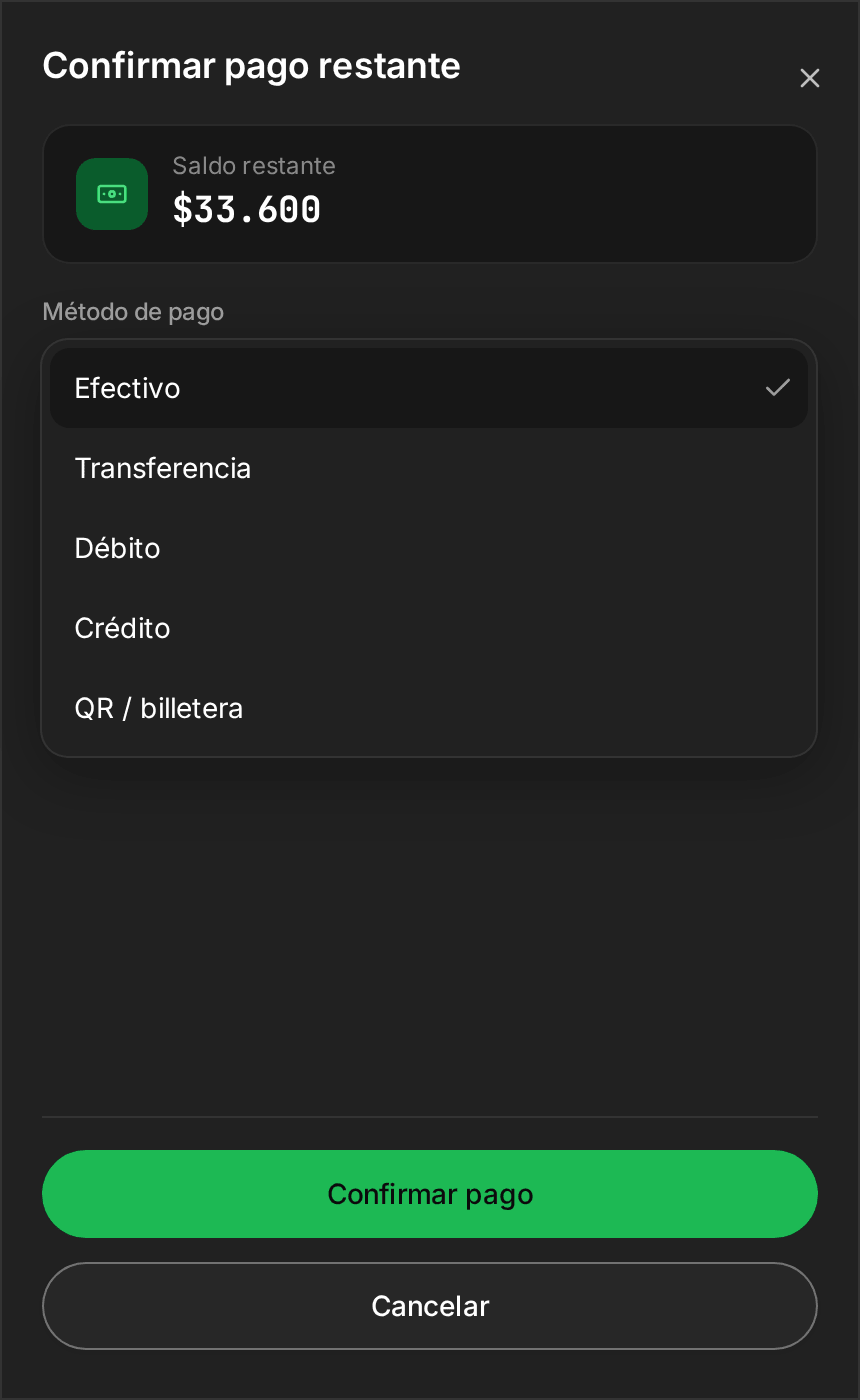 Confirmar pago restante
Saldo restante
$33.600
Método de pago
Efectivo
Transferencia
Débito
Crédito
QR / billetera
Confirmar pago
Cancelar